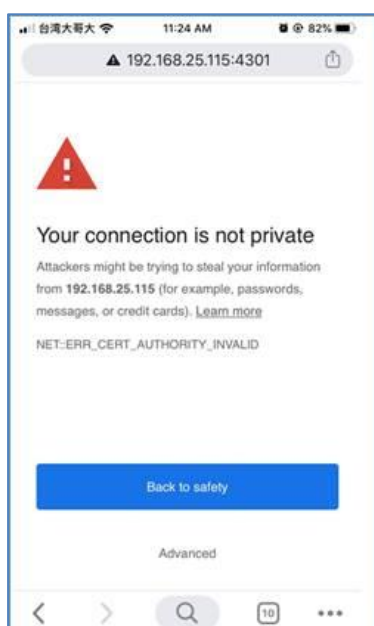 台湾大哥大 11:24 AM 82%
192.168.25.115:4301
Your connection is not private
Attackers might be trying to steal your information
from 192.168.25.115 (for example, passwords,
messages, or credit cards). Learn more
NET::ERR_CERT_AUTHORITY_INVALID
Back to safety
Advanced
10